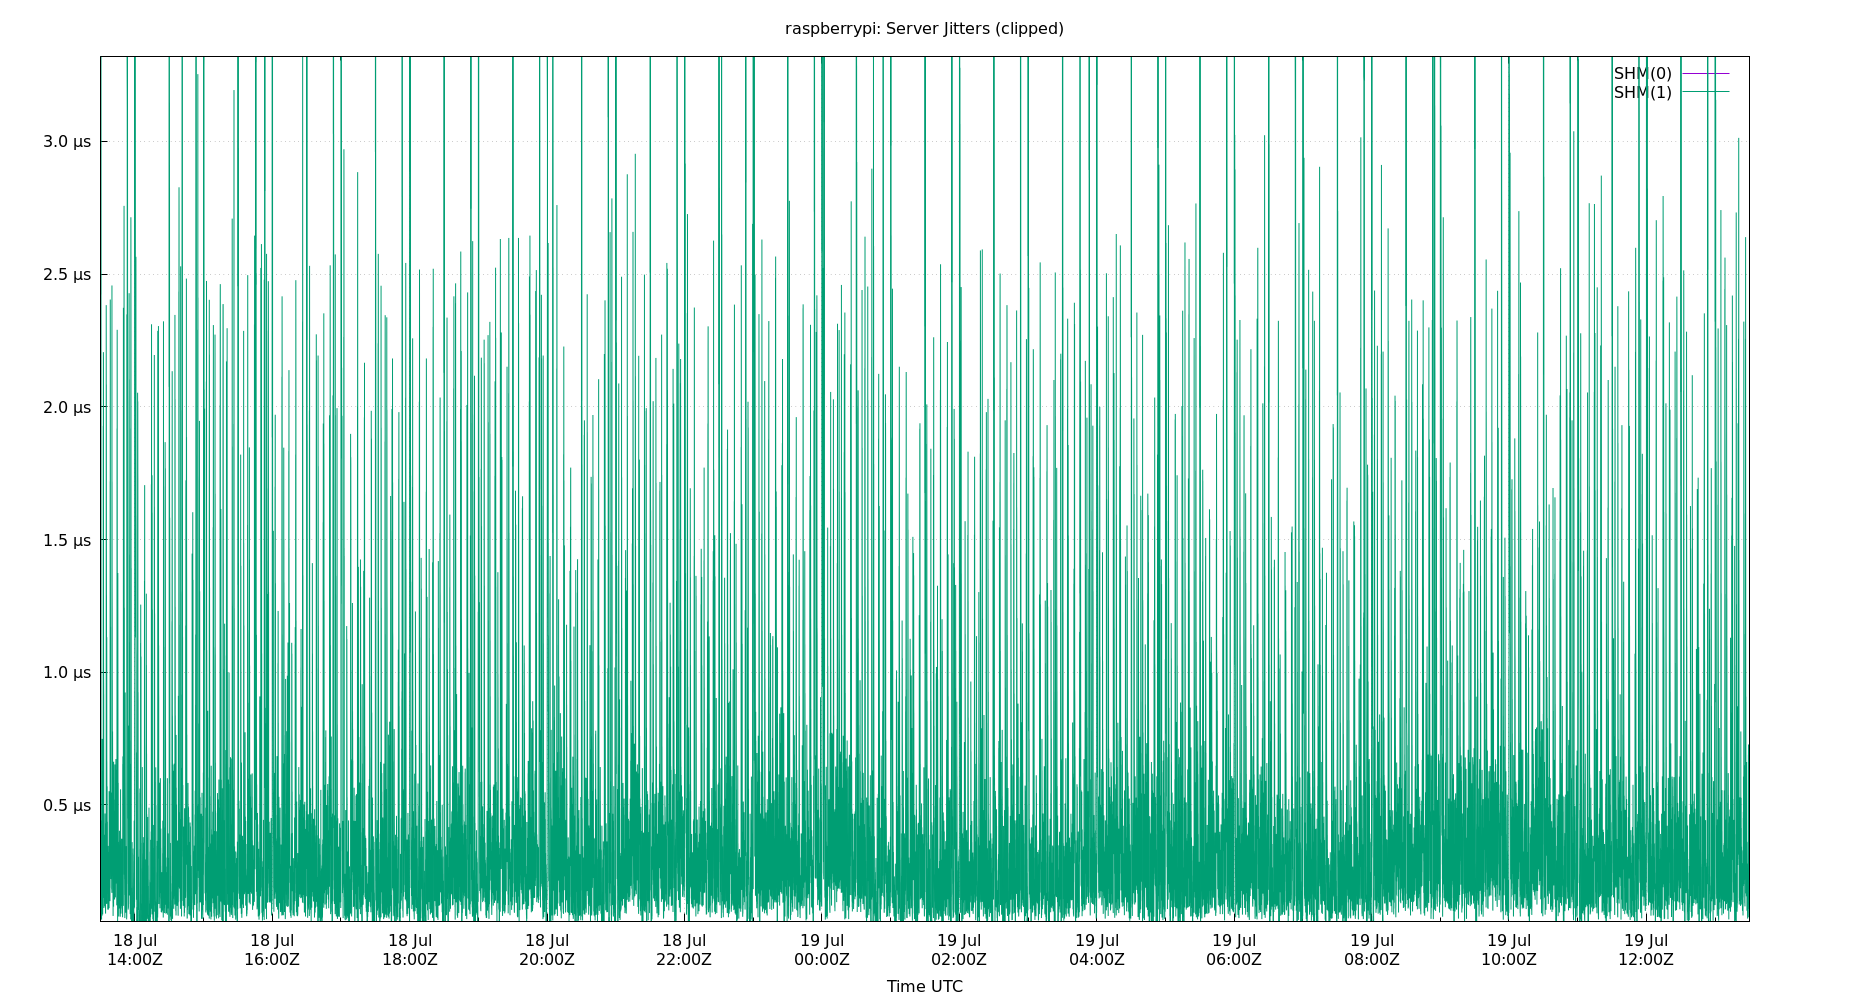 raspberrypi: Server Jitters (clipped)
SHM(0)
SHM(1)
3.0 µs
2.5 µs
2.0 µs
1.5 µs
1.0 µs
0.5 µs
18 Jul 18 Jul 18 Jul 18 Jul 18 Jul 19 Jul 19 Jul 19 Jul 19 Jul 19 Jul 19 Jul 19 Jul
14:00Z 16:00Z 18:00Z 20:00Z 22:00Z 00:00Z 02:00Z 04:00Z 06:00Z 08:00Z 10:00Z 12:00Z
Time UTC